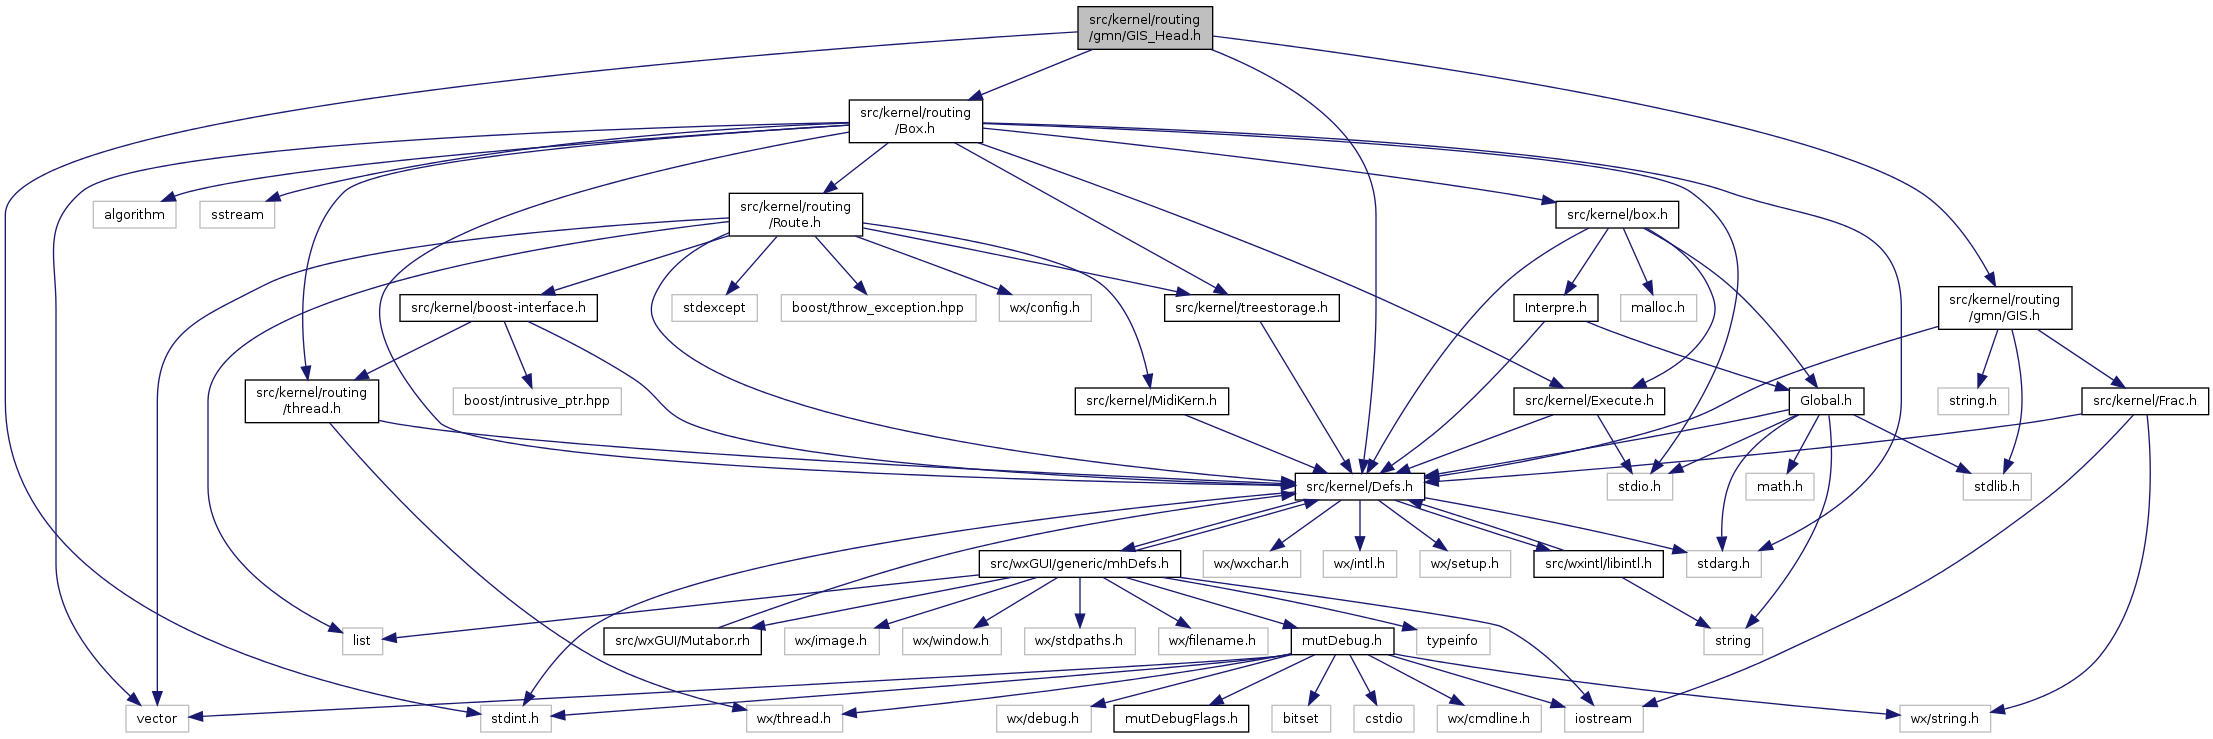 src/kernel/routing
/gmn/GIS_Head.h
src/kernel/routing
/Box.h
algorithm
sstream
src/kernel/routing
/Route.h
src/kernel/box.h
src/kernel/boost-interface.h
stdexcept
boost/throw_exception.hpp
wx/config.h
src/kernel/treestorage.h
Interpre.h
malloc.h
src/kernel/routing
/gmn/GIS.h
src/kernel/routing
/thread.h
boost/intrusive_ptr.hpp
src/kernel/MidiKern.h
src/kernel/Execute.h
Global.h
string.h
src/kernel/Frac.h
src/kernel/Defs.h
stdio.h
math.h
stdlib.h
src/wxGUI/generic/mhDefs.h
wx/wxchar.h
wx/intl.h
wx/setup.h
src/wxintl/libintl.h
stdarg.h
list
src/wxGUI/Mutabor.rh
wx/image.h
wx/window.h
wx/stdpaths.h
wx/filename.h
mutDebug.h
typeinfo
string
vector
stdint.h
wx/thread.h
wx/debug.h
mutDebugFlags.h
bitset
cstdio
wx/cmdline.h
iostream
wx/string.h